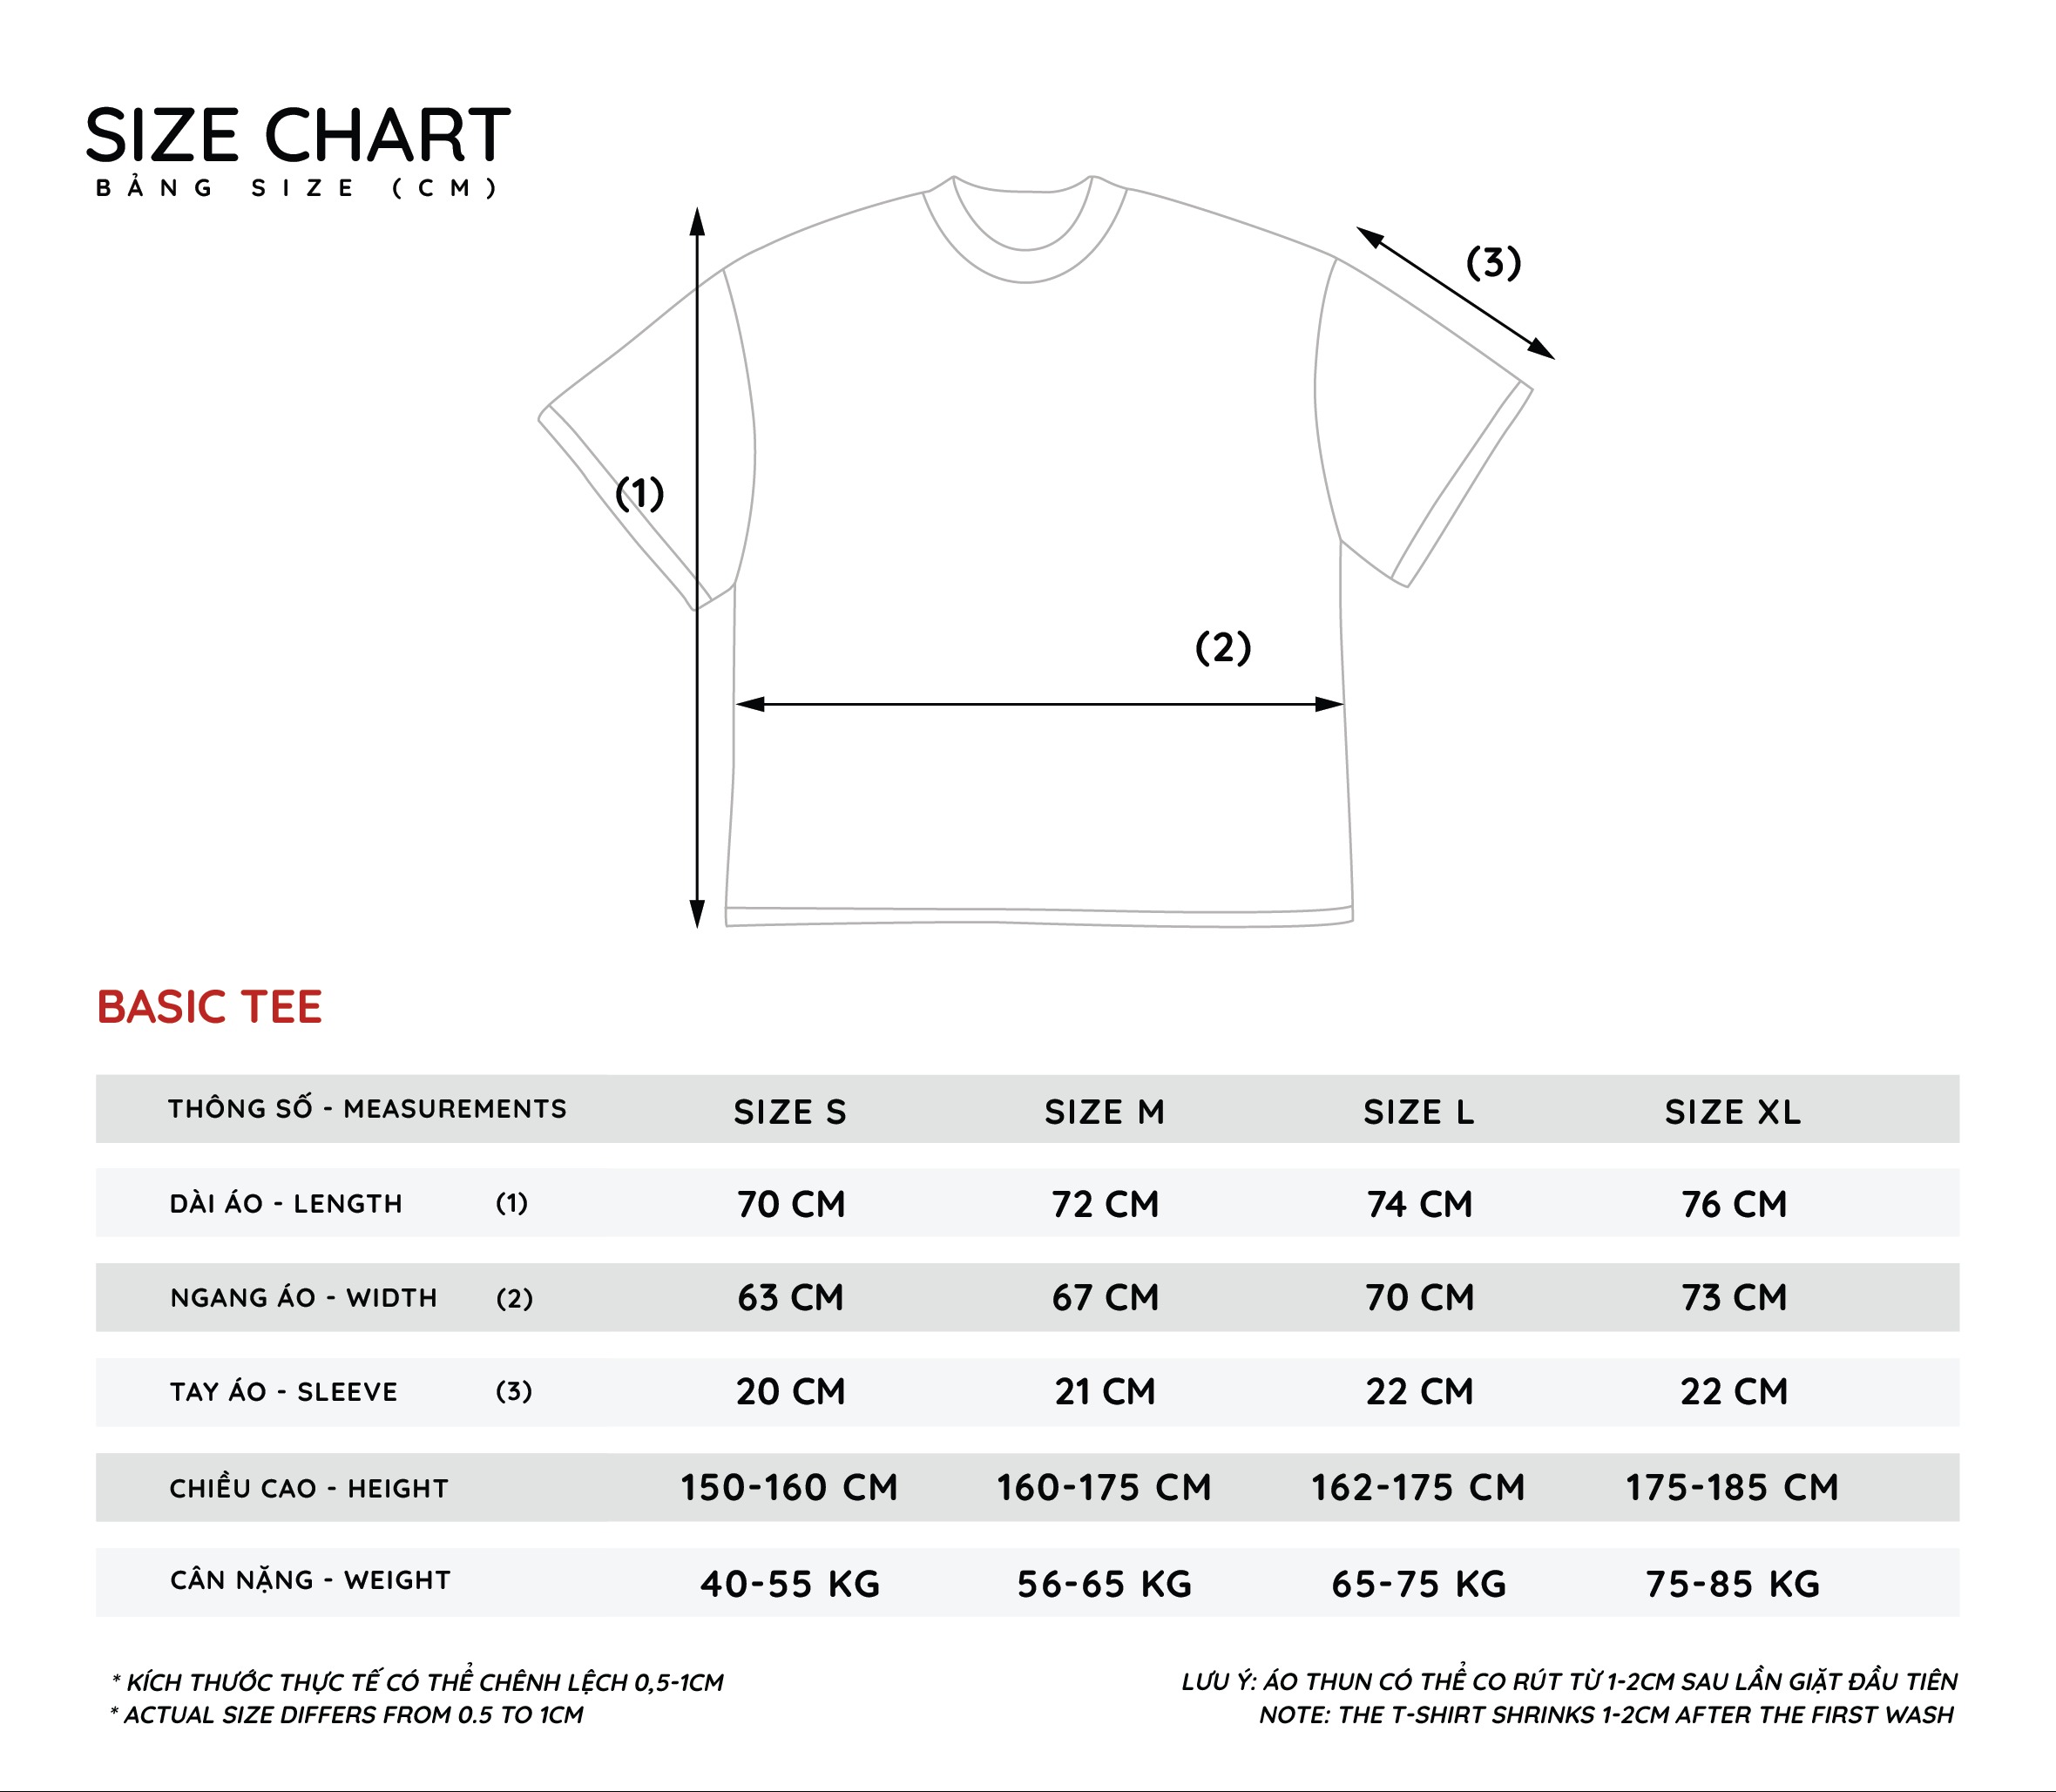 SIZE CHART
BẢNG SIZE (CM)
(3)
(1)
(2)
BASIC TEE
THÔNG SỐ - MEASUREMENTS SIZE S SIZE M SIZE L SIZE XL
DÀI ÁO - LENGTH (1) 70 CM 72 CM 74 CM 76 CM
NGANG ÁO - WIDTH (2) 63 CM 67 CM 70 CM 73 CM
TAY ÁO - SLEEVE (3) 20 CM 21 CM 22 CM 22 CM
CHIỀU CAO - HEIGHT 150-160 CM 160-175 CM 162-175 CM 175-185 CM
CÂN NẶNG - WEIGHT 40-55 KG 56-65 KG 65-75 KG 75-85 KG
* KÍCH THƯỚC THỰC TẾ CÓ THỂ CHÊNH LỆCH 0,5-1CM
* ACTUAL SIZE DIFFERS FROM 0.5 TO 1CM
LƯU Ý: ÁO THUN CÓ THỂ CO RÚT TỪ 1-2CM SAU LẦN GIẶT ĐẦU TIÊN
NOTE: THE T-SHIRT SHRINKS 1-2CM AFTER THE FIRST WASH